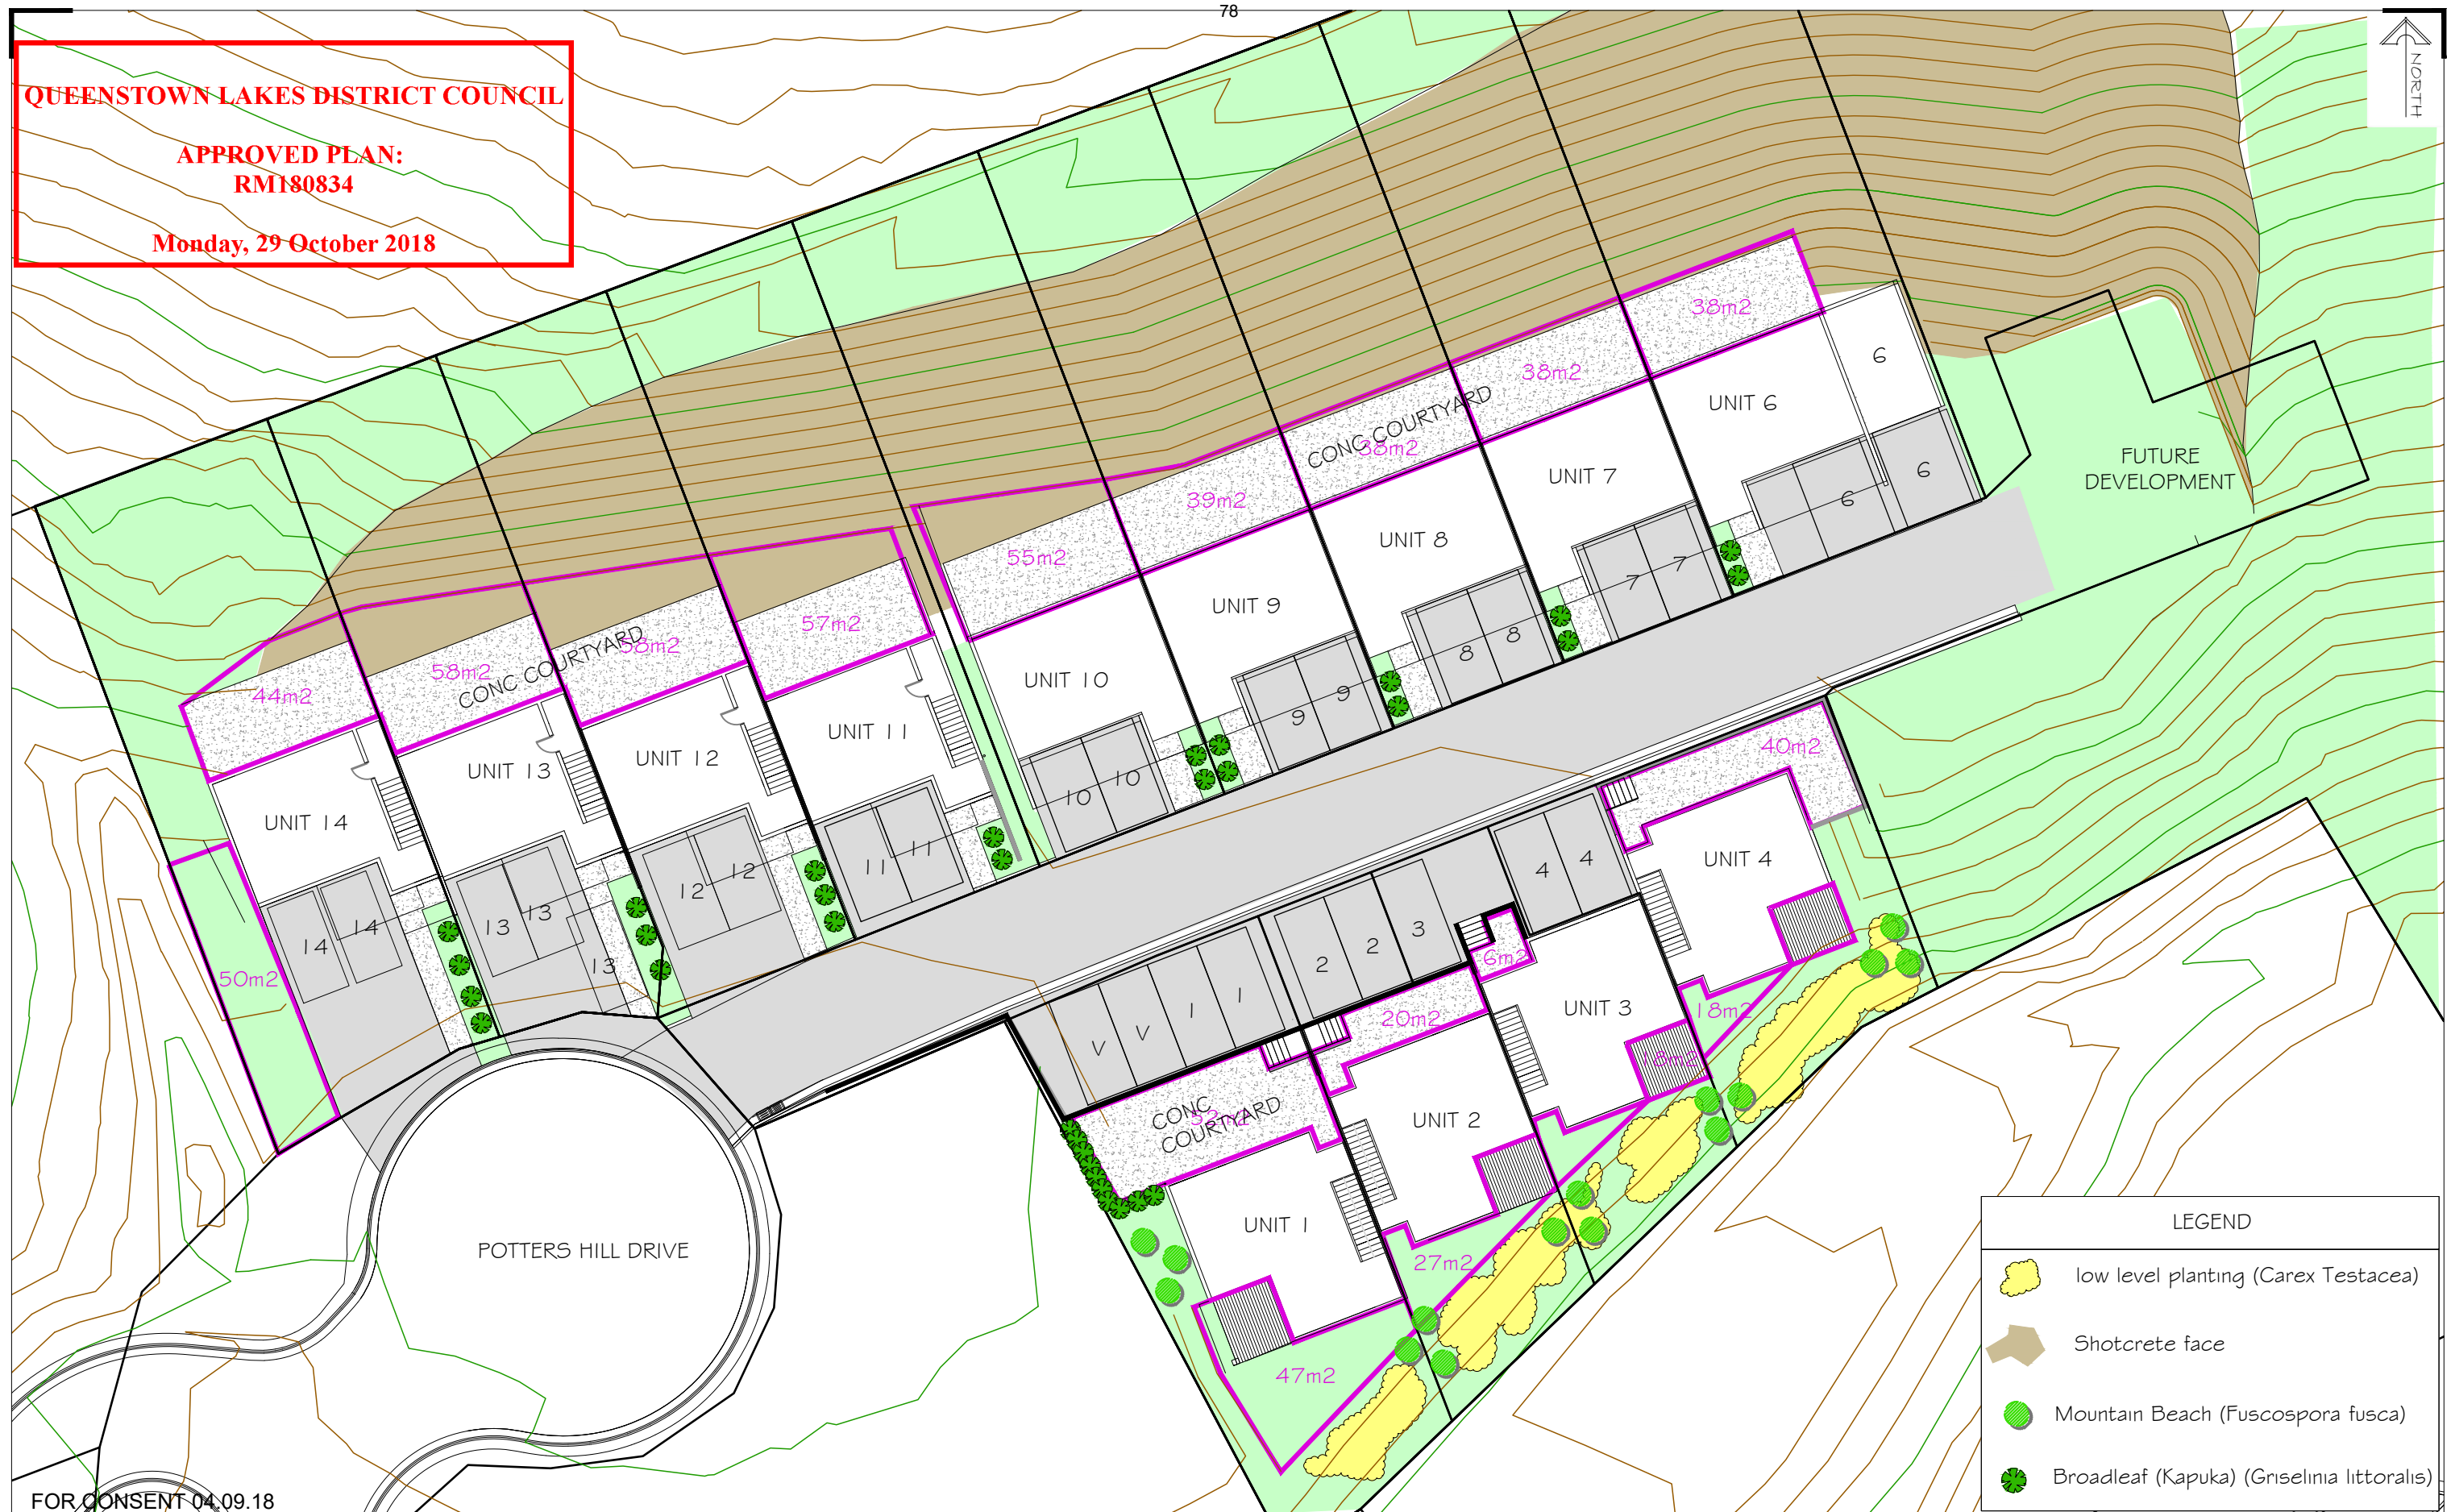 78
QUEENSTOWN LAKES DISTRICT COUNCIL
APPROVED PLAN:
RM180834
Monday, 29 October 2018
NORTH
38m2
6
UNIT 6
38m2
CONC COURTYARD
38m2
FUTURE
DEVELOPMENT
6
6
UNIT 7
39m2
UNIT 8
7
7
55m2
UNIT 9
8
8
57m2
58m2
58m2
CONC COURTYARD
44m2
UNIT 10
9
9
10
10
UNIT 11
UNIT 12
UNIT 13
UNIT 14
11
11
12
12
13
13
13
14
14
50m2
40m2
UNIT 4
4
4
3
2
2
6m2
1
1
V
V
20m2
UNIT 3
18m2
18m2
CONC
COURTYARD
52m2
UNIT 2
UNIT 1
27m2
47m2
POTTERS HILL DRIVE
LEGEND
low level planting (Carex Testacea)
Shotcrete face
Mountain Beach (Fuscospora fusca)
Broadleaf (Kapuka) (Griselinia littoralis)
FOR CONSENT 04.09.18